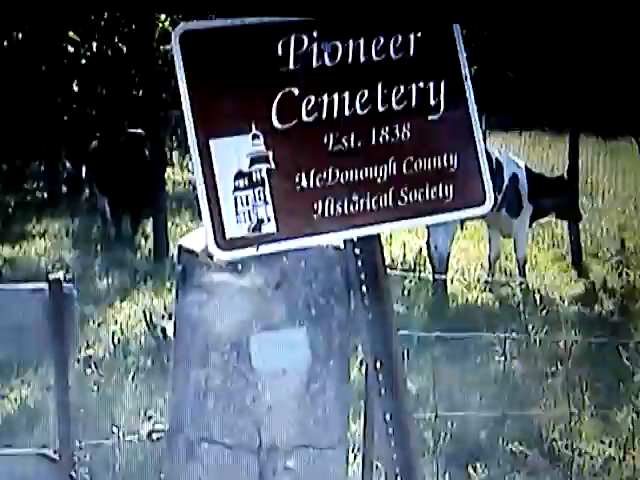 Pioneer
Cemetery
Est. 1838
McDonough County
Historical Society